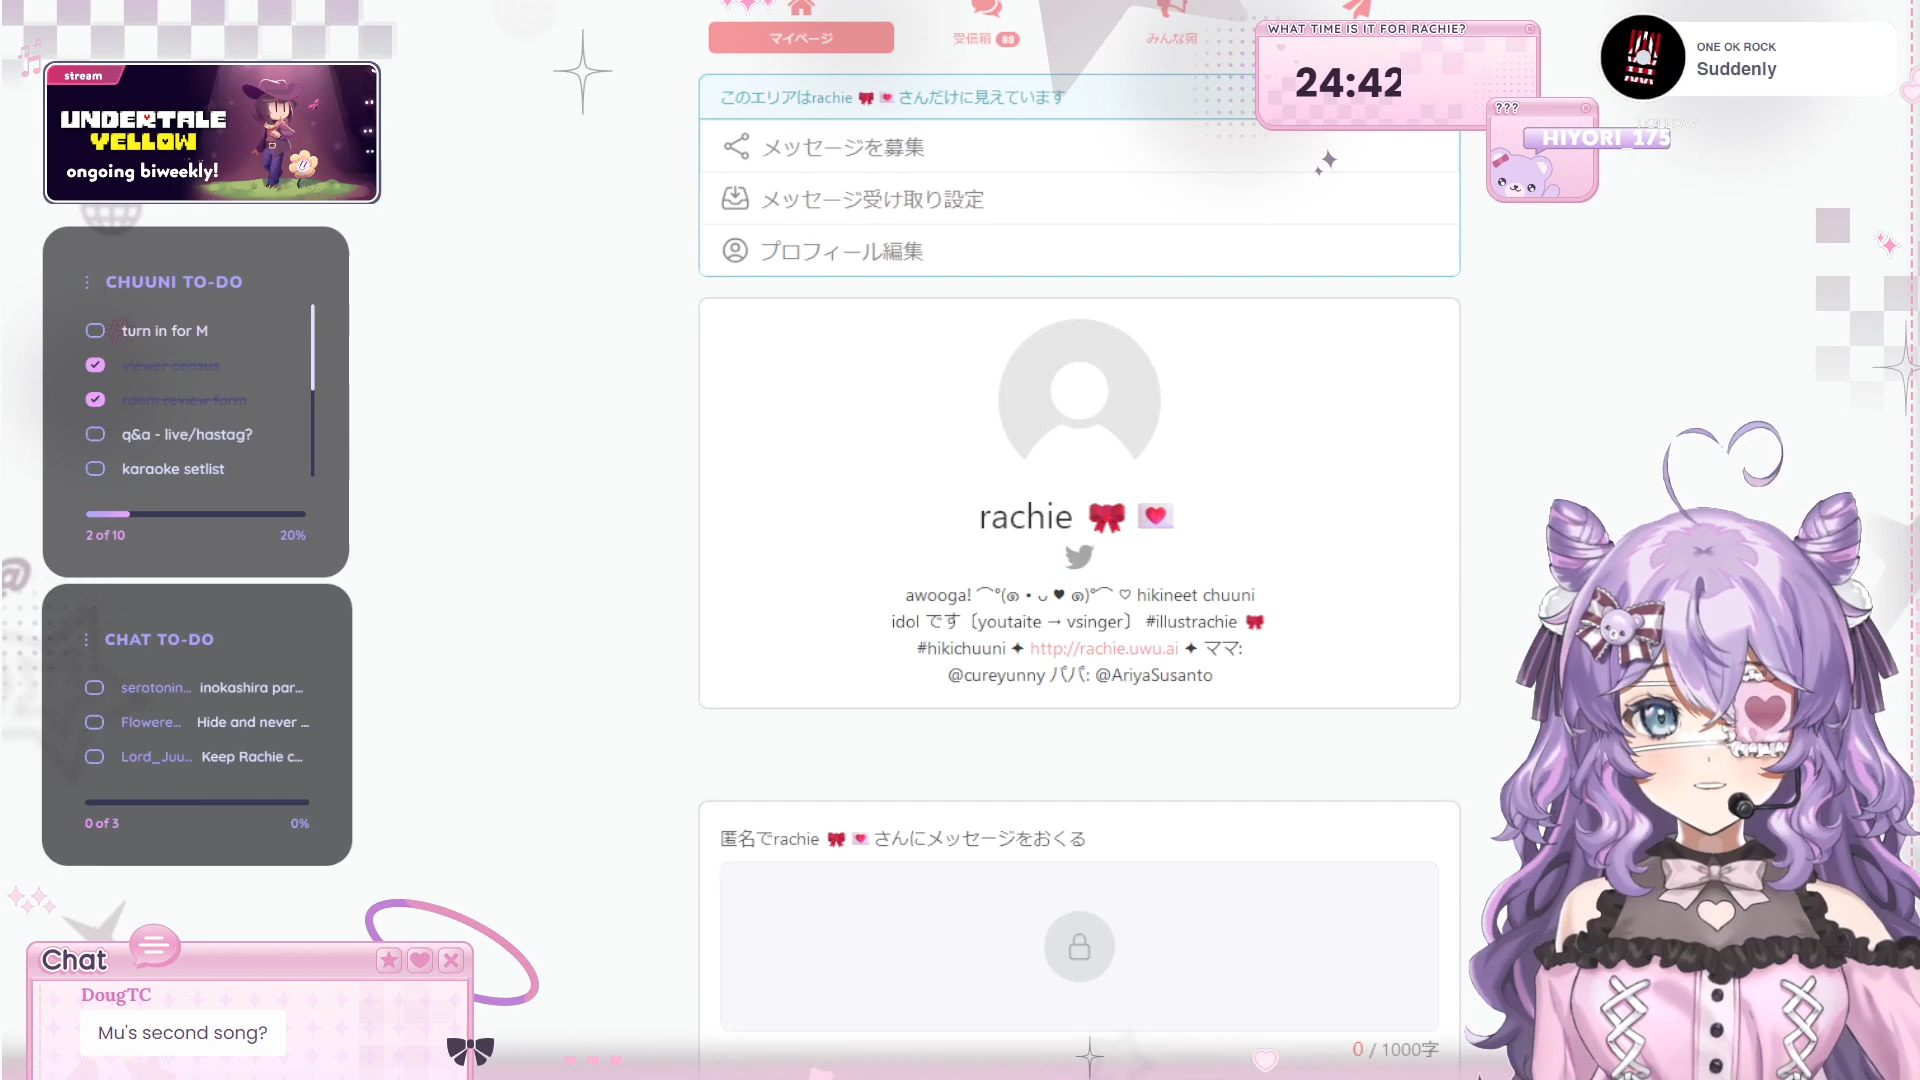 マイページ
受信箱 88
みんな宛
WHAT TIME IS IT FOR RACHIE?
24:42
ONE OK ROCK
Suddenly
???
HIYORI_175
stream
UNDERTALE
YELLOW
ongoing biweekly!
このエリアはrachie 🎀 💌 さんだけに見えています
メッセージを募集
メッセージ受け取り設定
プロフィール編集
CHUUNI TO-DO
turn in for M
viewer census
room review form
q&a - live/hastag?
karaoke setlist
2 of 10
20%
rachie 🎀 💌
awooga! ⌒°(๑ • ᴗ ♥ ๑)°⌒ ♡ hikineet chuuni
idol です〔youtaite → vsinger〕 #illustrachie 🎀
#hikichuuni ✦ http://rachie.uwu.ai ✦ ママ:
@cureyunny パパ: @AriyaSusanto
CHAT TO-DO
serotonin... inokashira par...
Flowere... Hide and never ...
Lord_Juu... Keep Rachie c...
0 of 3
0%
匿名でrachie 🎀 💌 さんにメッセージをおくる
0 / 1000字
Chat
DougTC
Mu's second song?